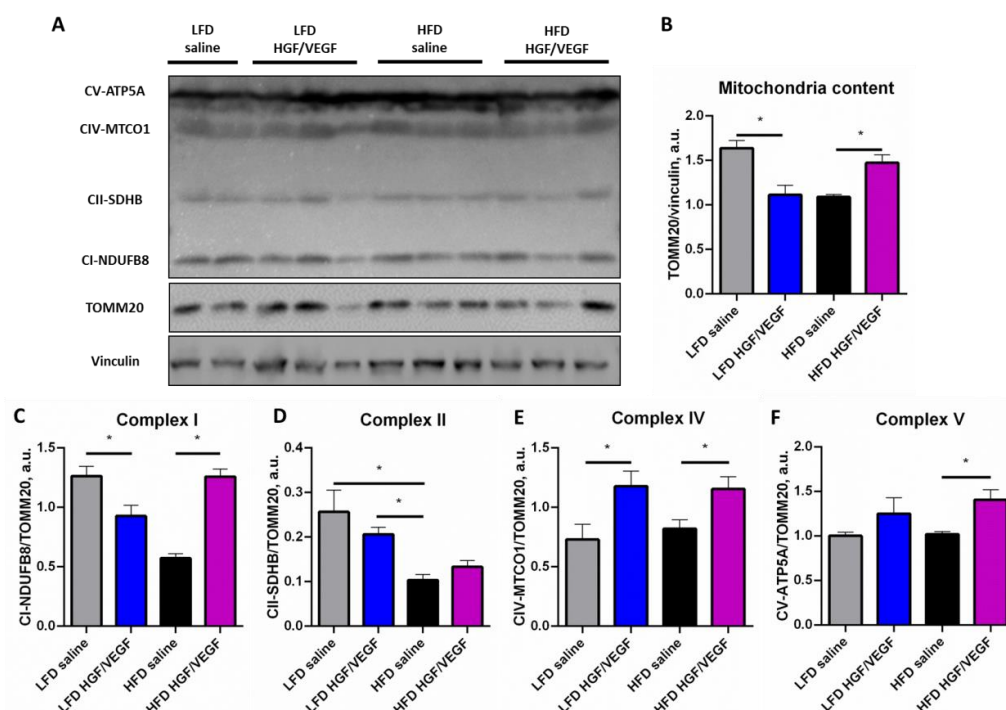 A
LFD
saline
LFD
HGF/VEGF
HFD
saline
HFD
HGF/VEGF
CV-ATP5A
CIV-MTCO1
CII-SDHB
CI-NDUFB8
TOMM20
Vinculin
B
Mitochondria content
TOMM20/vinculin, a.u.
2.0
1.5
1.0
0.5
0.0
*
*
LFD saline
LFD HGF/VEGF
HFD saline
HFD HGF/VEGF
C
Complex I
CI-NDUFB8/TOMM20, a.u.
1.5
1.0
0.5
0.0
*
*
LFD saline
LFD HGF/VEGF
HFD saline
HFD HGF/VEGF
D
Complex II
CII-SDHB/TOMM20, a.u.
0.4
0.3
0.2
0.1
0.0
*
*
LFD saline
LFD HGF/VEGF
HFD saline
HFD HGF/VEGF
E
Complex IV
CIV-MTCO1/TOMM20, a.u.
1.5
1.0
0.5
0.0
*
*
LFD saline
LFD HGF/VEGF
HFD saline
HFD HGF/VEGF
F
Complex V
CV-ATP5A/TOMM20, a.u.
2.0
1.5
1.0
0.5
0.0
*
LFD saline
LFD HGF/VEGF
HFD saline
HFD HGF/VEGF